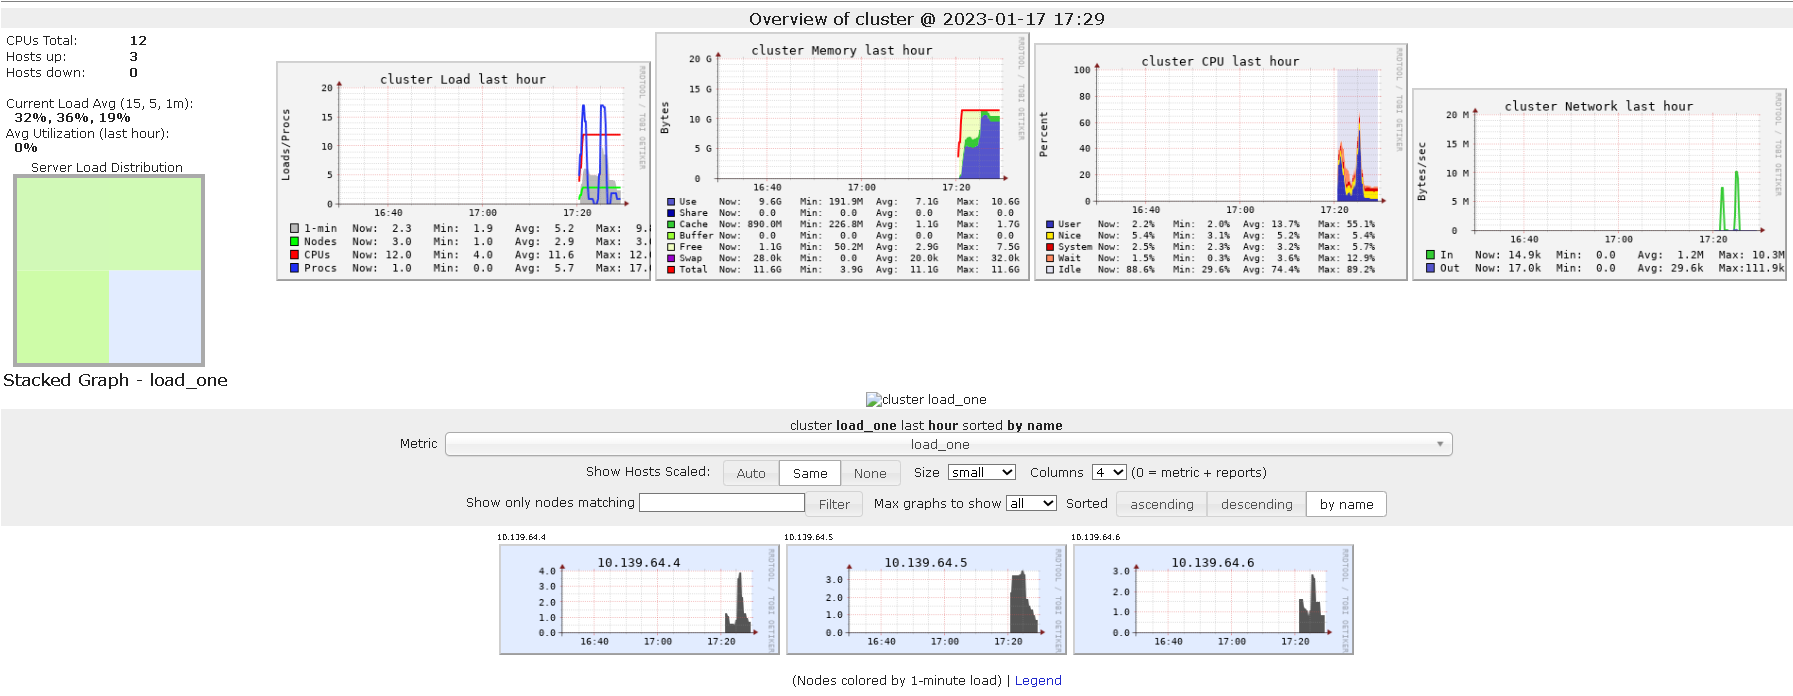 Overview of cluster @ 2023-01-17 17:29
CPUs Total: 12
Hosts up: 3
Hosts down: 0
Current Load Avg (15, 5, 1m):
32%, 36%, 19%
Avg Utilization (last hour):
0%
Server Load Distribution
Stacked Graph - load_one
cluster Load last hour
RRDTOOL / TOBI OETIKER
Loads/Procs
20
15
10
5
0
16:40 17:00 17:20
1-min Now: 2.3 Min: 1.9 Avg: 5.2 Max: 9.
Nodes Now: 3.0 Min: 1.0 Avg: 2.9 Max: 3.
CPUs Now: 12.0 Min: 4.0 Avg: 11.6 Max: 12.
Procs Now: 1.0 Min: 0.0 Avg: 5.7 Max: 17.
cluster Memory last hour
RRDTOOL / TOBI OETIKER
Bytes
20 G
15 G
10 G
5 G
0
16:40 17:00 17:20
Use Now: 9.6G Min: 191.9M Avg: 7.1G Max: 10.6G
Share Now: 0.0 Min: 0.0 Avg: 0.0 Max: 0.0
Cache Now: 890.0M Min: 226.8M Avg: 1.1G Max: 1.7G
Buffer Now: 0.0 Min: 0.0 Avg: 0.0 Max: 0.0
Free Now: 1.1G Min: 50.2M Avg: 2.9G Max: 7.5G
Swap Now: 28.0k Min: 0.0 Avg: 20.0k Max: 32.0k
Total Now: 11.6G Min: 3.9G Avg: 11.1G Max: 11.6G
cluster CPU last hour
RRDTOOL / TOBI OETIKER
Percent
100
80
60
40
20
0
16:40 17:00 17:20
User Now: 2.2% Min: 2.0% Avg: 13.7% Max: 55.1%
Nice Now: 5.4% Min: 3.1% Avg: 5.2% Max: 5.4%
System Now: 2.5% Min: 2.3% Avg: 3.2% Max: 5.7%
Wait Now: 1.5% Min: 0.3% Avg: 3.6% Max: 12.9%
Idle Now: 88.6% Min: 29.6% Avg: 74.4% Max: 89.2%
cluster Network last hour
RRDTOOL / TOBI OETIKER
Bytes/sec
20 M
15 M
10 M
5 M
0
16:40 17:00 17:20
In Now: 14.9k Min: 0.0 Avg: 1.2M Max: 10.3M
Out Now: 17.0k Min: 0.0 Avg: 29.6k Max:111.9k
cluster load_one
cluster load_one last hour sorted by name
Metric load_one
Show Hosts Scaled: Auto Same None Size small Columns 4 (0 = metric + reports)
Show only nodes matching Filter Max graphs to show all Sorted ascending descending by name
10.139.64.4
10.139.64.4
RRDTOOL / TOBI OETIKER
4.0
3.0
2.0
1.0
0.0
16:40 17:00 17:20
10.139.64.5
10.139.64.5
RRDTOOL / TOBI OETIKER
3.0
2.0
1.0
0.0
16:40 17:00 17:20
10.139.64.6
10.139.64.6
RRDTOOL / TOBI OETIKER
3.0
2.0
1.0
0.0
16:40 17:00 17:20
(Nodes colored by 1-minute load) | Legend